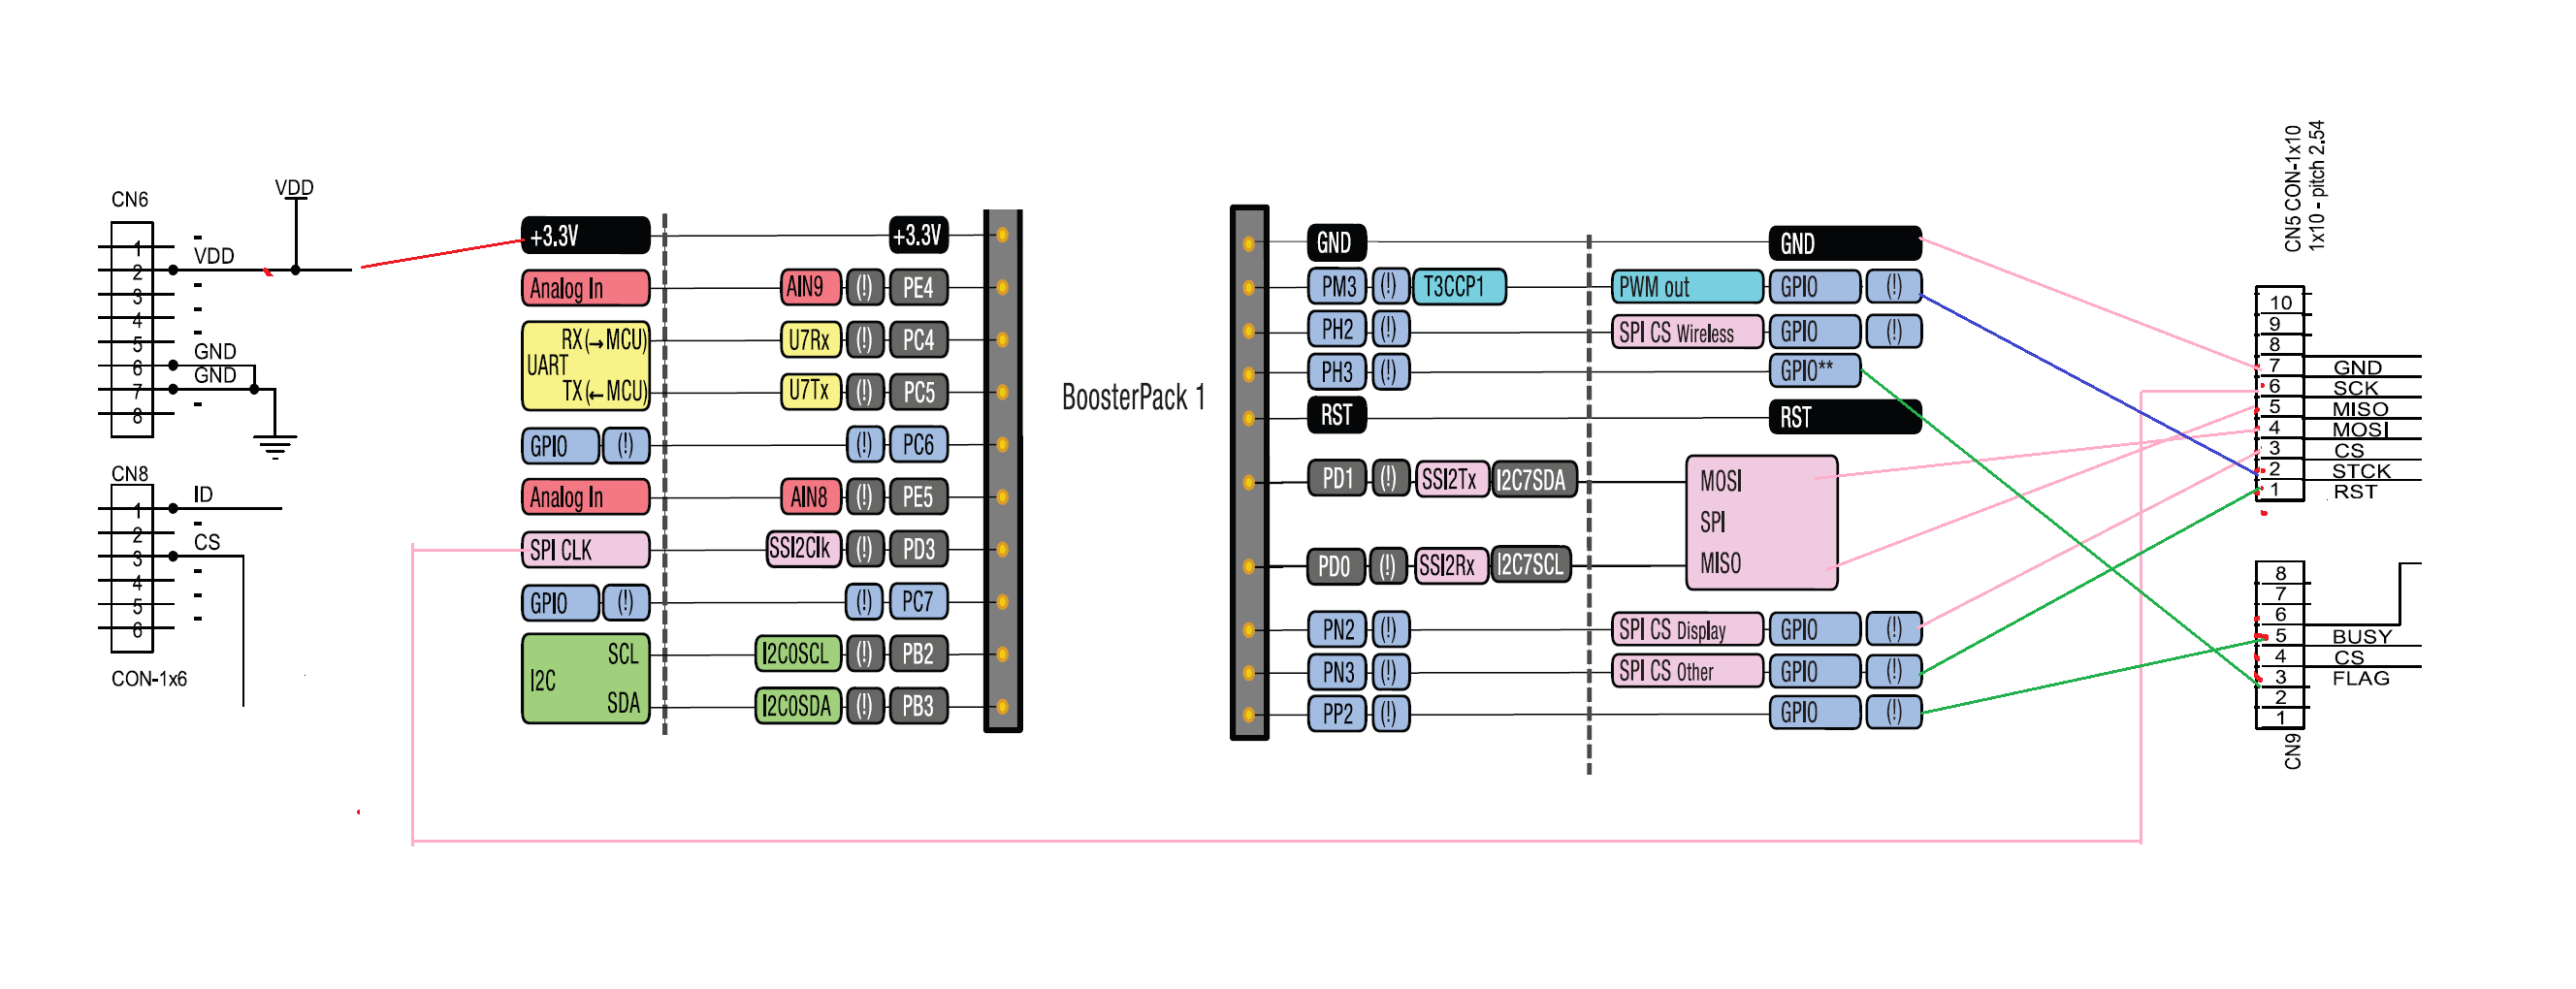 CN6
VDD
1
VDD
2
3
4
5
GND
6
GND
7
8
CN8
ID
1
2
CS
3
4
5
6
CON-1x6
+3.3V
+3.3V
Analog In
AIN9 (!) PE4
RX(→MCU)
U7Rx (!) PC4
UART
TX(←MCU)
U7Tx (!) PC5
GPIO (!)
(!) PC6
Analog In
AIN8 (!) PE5
SPI CLK
SSI2Clk (!) PD3
GPIO (!)
(!) PC7
SCL
I2C0SCL (!) PB2
I2C
SDA
I2C0SDA (!) PB3
BoosterPack 1
GND
GND
PM3 (!) T3CCP1
PWM out GPIO (!)
PH2 (!)
SPI CS Wireless GPIO (!)
PH3 (!)
GPIO**
RST
RST
PD1 (!) SSI2Tx I2C7SDA
MOSI
SPI
PD0 (!) SSI2Rx I2C7SCL
MISO
PN2 (!)
SPI CS Display GPIO (!)
PN3 (!)
SPI CS Other GPIO (!)
PP2 (!)
GPIO (!)
CN5 CON-1x10
1x10 - pitch 2.54
10
9
8
7 GND
6 SCK
5 MISO
4 MOSI
3 CS
2 STCK
1 RST
8
7
6
5 BUSY
4 CS
3 FLAG
2
1
CN9